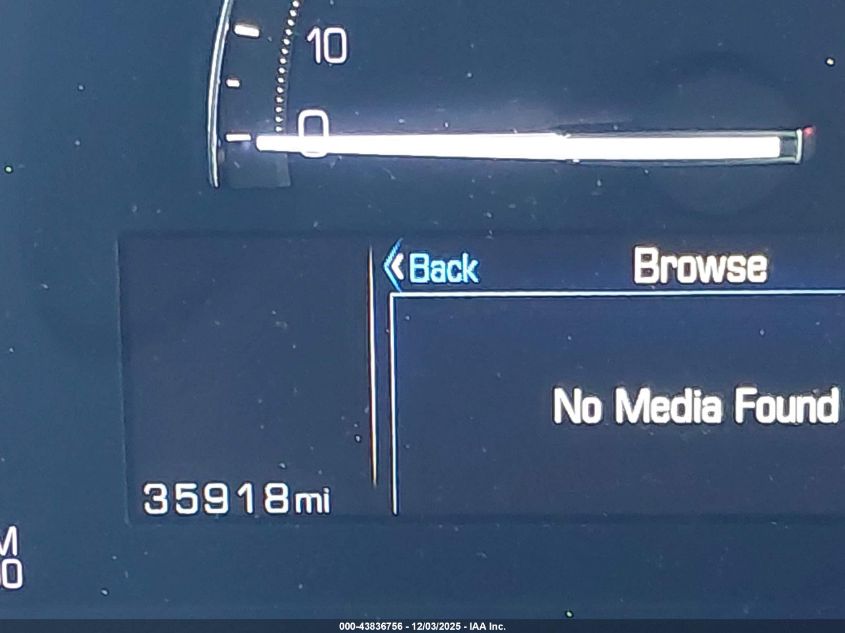 10
0
Back
Browse
No Media Found
35918mi
000-43836756 - 12/03/2025 - IAA Inc.